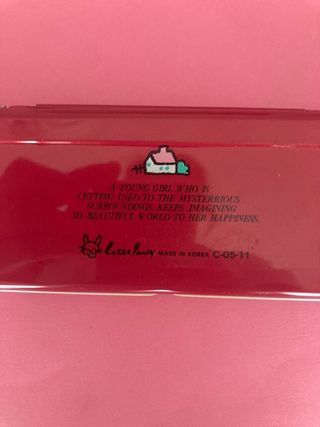 A YOUNG GIRL WHO IS
GETTING USED TO THE MYSTERRIOUS
SURROUNDINGS, KEEPS IMAGINING
SO BEAUTIFUL WORLD TO HER HAPPINESS.
MADE IN KOREA C-05-11